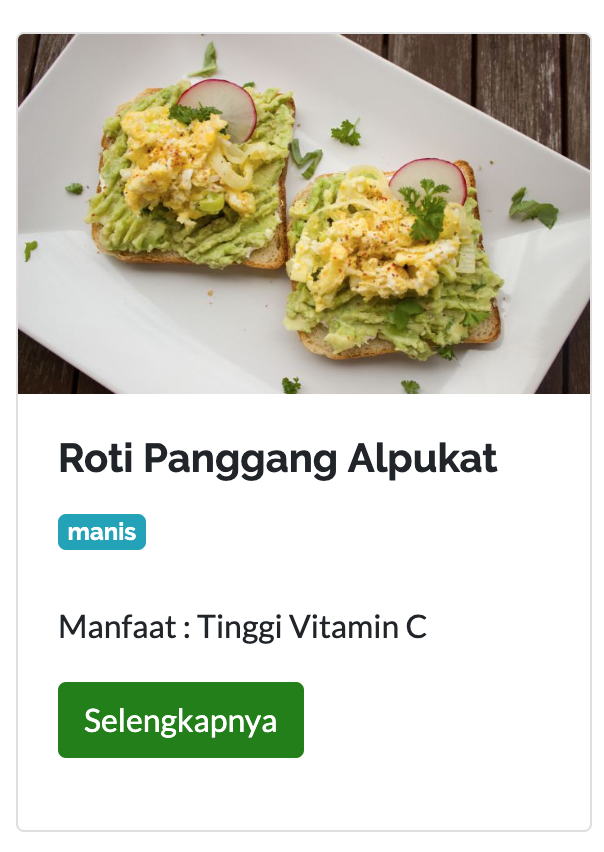 Roti Panggang Alpukat
manis
Manfaat : Tinggi Vitamin C
Selengkapnya